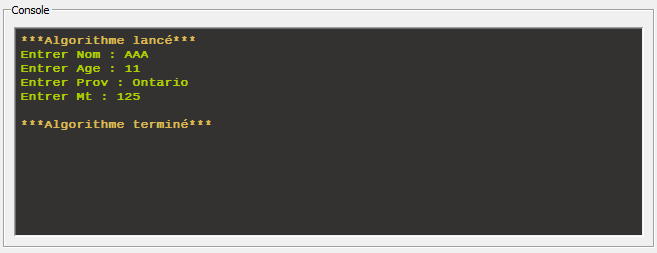 Console
***Algorithme lancé***
Entrer Nom : AAA
Entrer Age : 11
Entrer Prov : Ontario
Entrer Mt : 125
***Algorithme terminé***